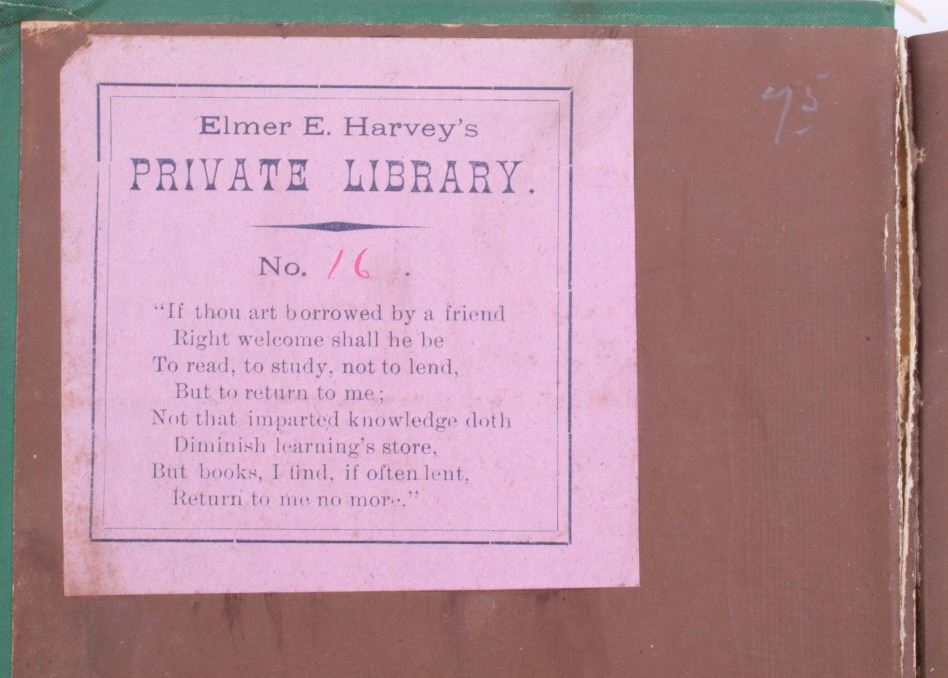 Elmer E. Harvey's
PRIVATE LIBRARY.
No. 16 .
"If thou art borrowed by a friend
Right welcome shall he be
To read, to study, not to lend,
But to return to me;
Not that imparted knowledge doth
Diminish learning's store,
But books, I find, if often lent,
Return to me no more."
75